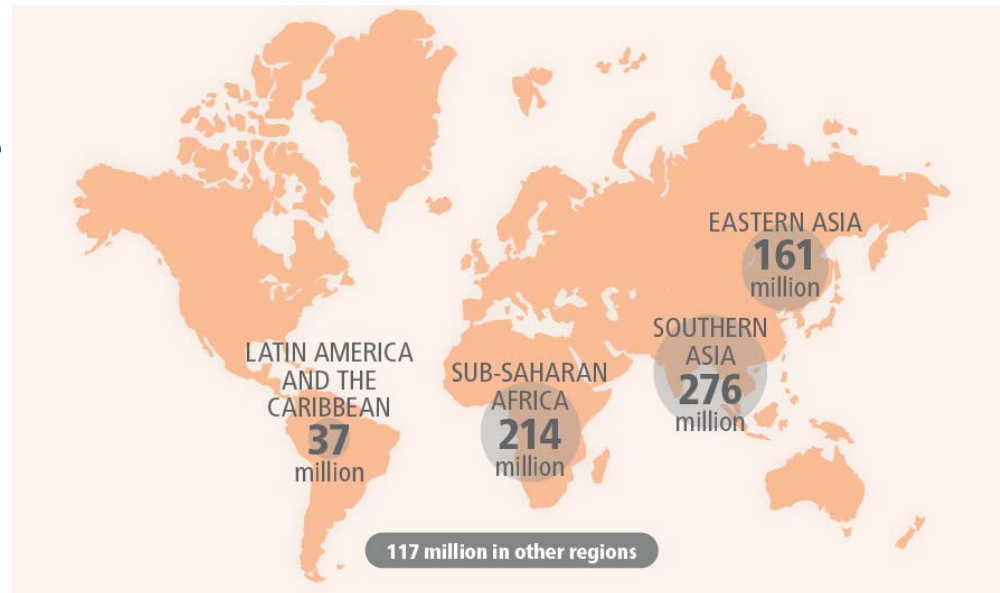 EASTERN ASIA
161
million
SOUTHERN
ASIA
276
million
LATIN AMERICA
AND THE
CARIBBEAN
37
million
SUB-SAHARAN
AFRICA
214
million
117 million in other regions